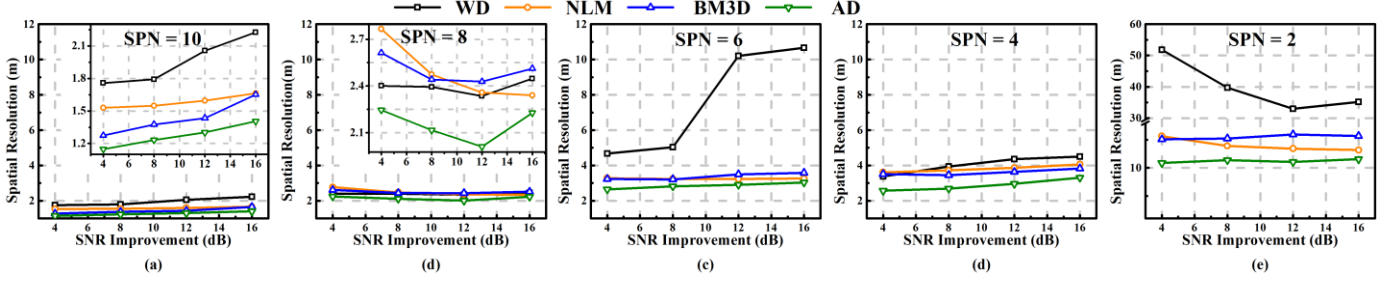 WD NLM BM3D AD
Spatial Resolution (m)
12
10
8
6
4
2
SPN = 10
2.1
1.8
1.5
1.2
4 8 12 16
4 6 8 10 12 14 16
SNR Improvement (dB)
(a)
Spatial Resolution(m)
12
10
8
6
4
2
SPN = 8
2.7
2.4
2.1
4 8 12 16
4 6 8 10 12 14 16
SNR Improvement (dB)
(d)
Spatial Resolution (m)
12
10
8
6
4
2
SPN = 6
4 6 8 10 12 14 16
SNR Improvement (dB)
(c)
Spatial Resolution (m)
12
10
8
6
4
2
SPN = 4
4 6 8 10 12 14 16
SNR Improvement (dB)
(d)
Spatial Resolution (m)
60
50
40
30
10
SPN = 2
4 6 8 10 12 14 16
SNR Improvement (dB)
(e)